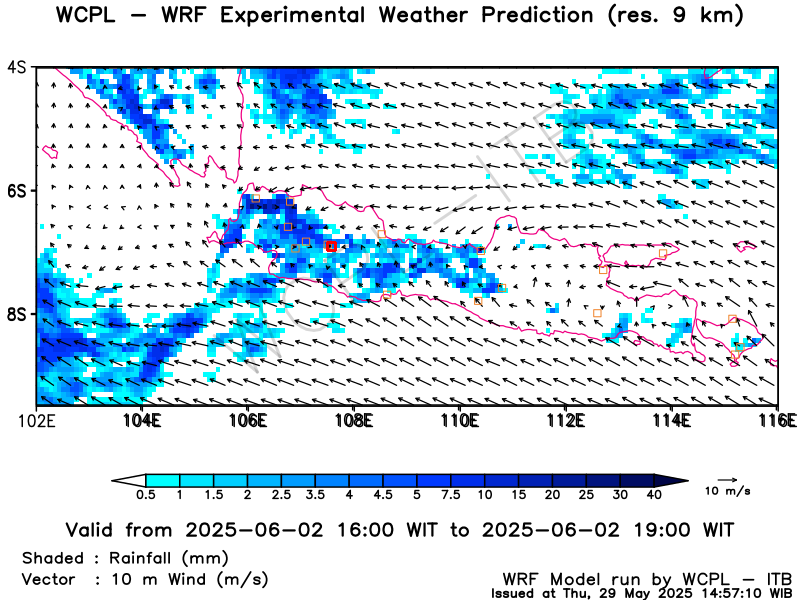 WCPL – WRF Experimental Weather Prediction (res. 9 km)
4S
6S
8S
102E 104E 106E 108E 110E 112E 114E 116E
0.5 1 1.5 2 2.5 3.5 4 4.5 5 7.5 10 15 20 25 30 40
10 m/s
Valid from 2025-06-02 16:00 WIT to 2025-06-02 19:00 WIT
Shaded : Rainfall (mm)
Vector : 10 m Wind (m/s)
WRF Model run by WCPL – ITB
Issued at Thu, 29 May 2025 14:57:10 WIB